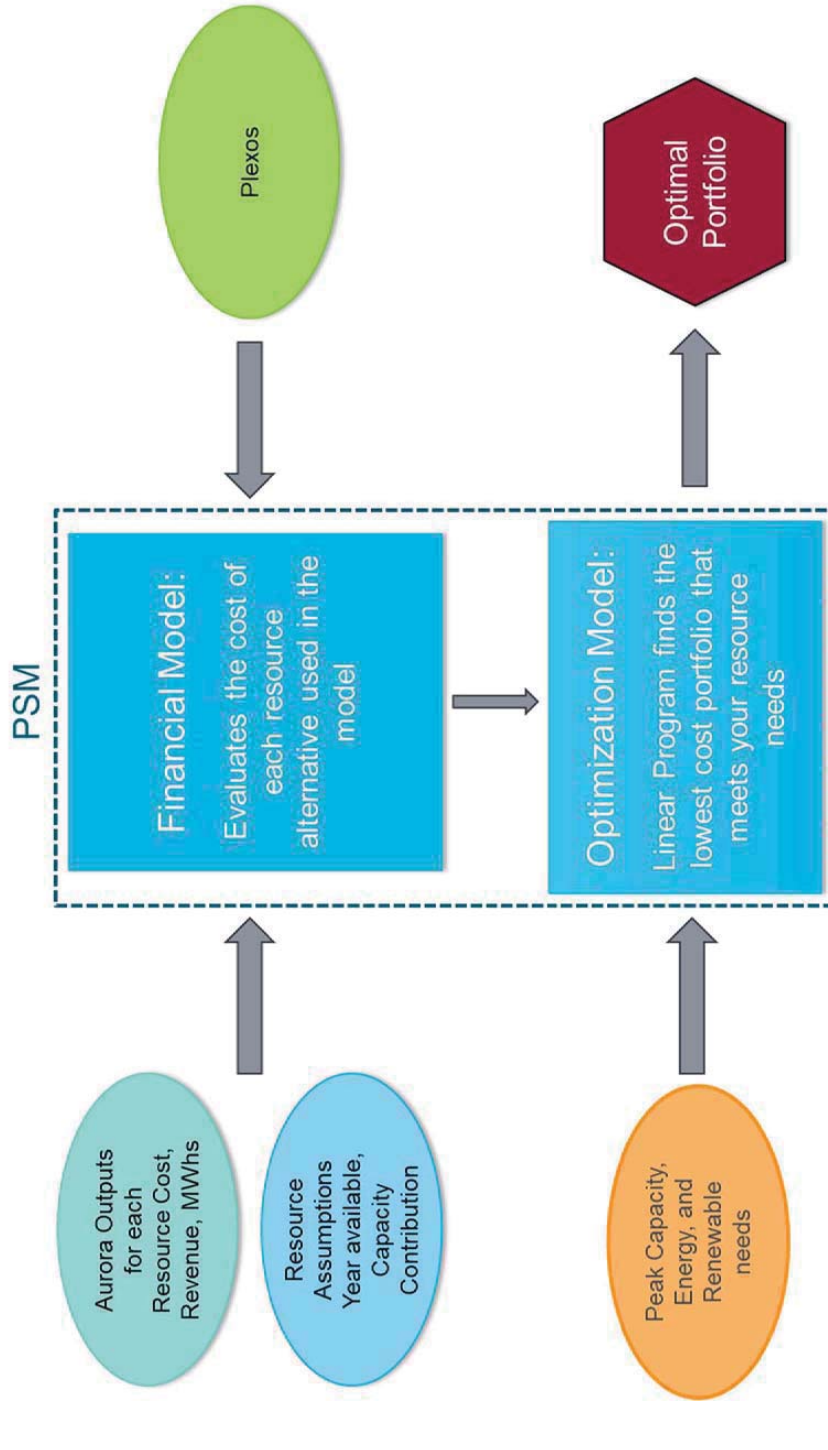 PSM
Aurora Outputs
for each
Resource Cost,
Revenue, MWhs
Resource
Assumptions
Year available,
Capacity
Contribution
Financial Model:
Evaluates the cost of
each resource
alternative used in the
model
Plexos
Peak Capacity,
Energy, and
Renewable
needs
Optimization Model:
Linear Program finds the
lowest cost portfolio that
meets your resource
needs
Optimal
Portfolio